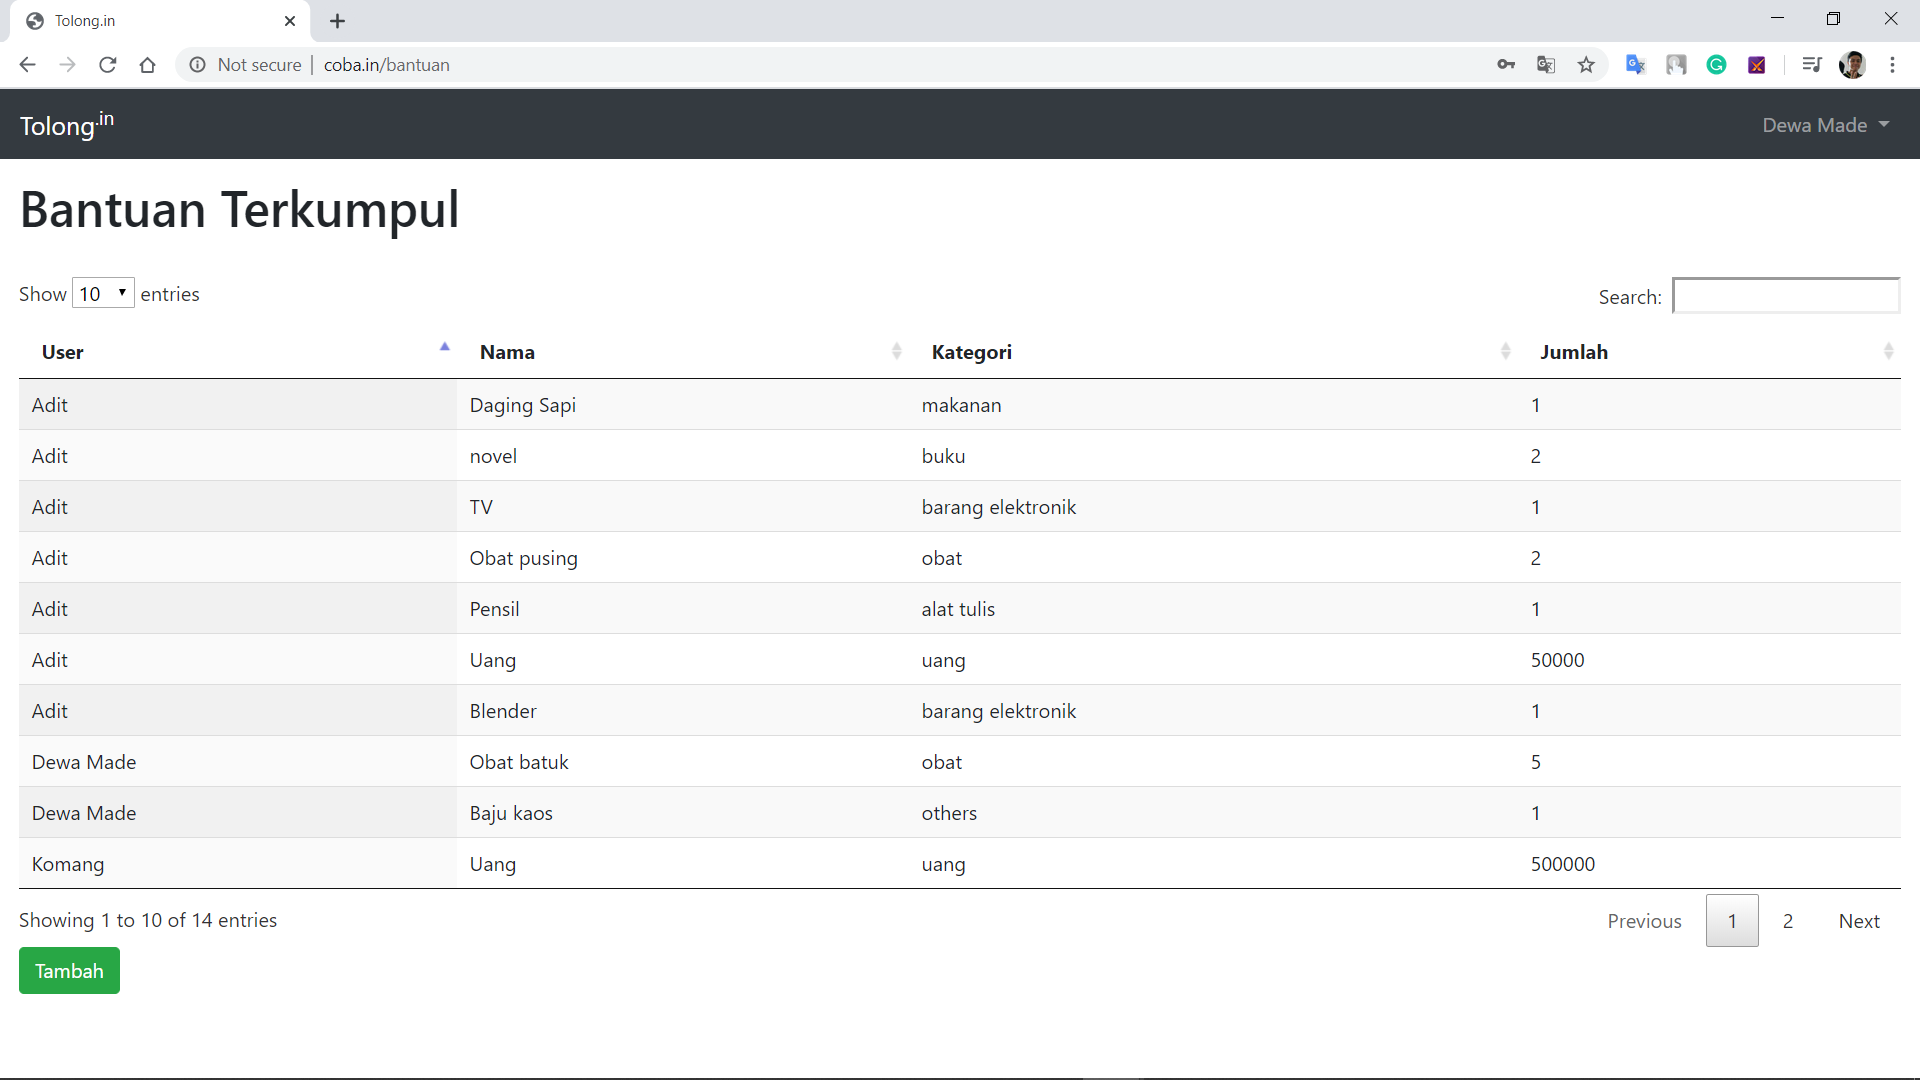 Tolong.in
Not secure | coba.in/bantuan
Tolong.in
Dewa Made
Bantuan Terkumpul
Show 10 entries
Search:
User Nama Kategori Jumlah
Adit Daging Sapi makanan 1
Adit novel buku 2
Adit TV barang elektronik 1
Adit Obat pusing obat 2
Adit Pensil alat tulis 1
Adit Uang uang 50000
Adit Blender barang elektronik 1
Dewa Made Obat batuk obat 5
Dewa Made Baju kaos others 1
Komang Uang uang 500000
Showing 1 to 10 of 14 entries
Previous 1 2 Next
Tambah